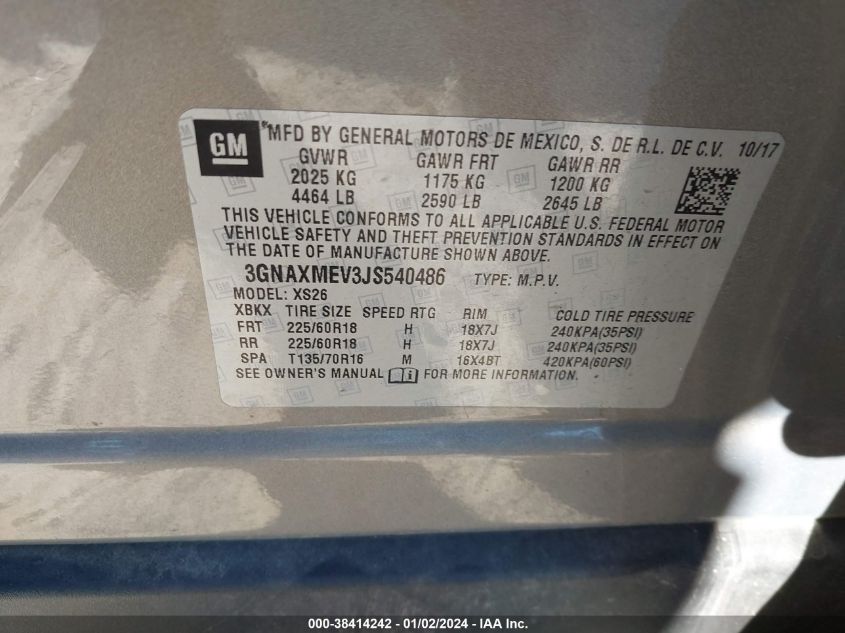 GM
MFD BY GENERAL MOTORS DE MEXICO, S. DE R.L. DE C.V. 10/17
GVWR GAWR FRT GAWR RR
2025 KG 1175 KG 1200 KG
4464 LB 2590 LB 2645 LB
THIS VEHICLE CONFORMS TO ALL APPLICABLE U.S. FEDERAL MOTOR
VEHICLE SAFETY AND THEFT PREVENTION STANDARDS IN EFFECT ON
THE DATE OF MANUFACTURE SHOWN ABOVE.
3GNAXMEV3JS540486 TYPE: M.P.V.
MODEL: XS26
XBKX TIRE SIZE SPEED RTG RIM COLD TIRE PRESSURE
FRT 225/60R18 H 18X7J 240KPA(35PSI)
RR 225/60R18 H 18X7J 240KPA(35PSI)
SPA T135/70R16 M 16X4BT 420KPA(60PSI)
SEE OWNER'S MANUAL FOR MORE INFORMATION.
000-38414242 - 01/02/2024 - IAA Inc.